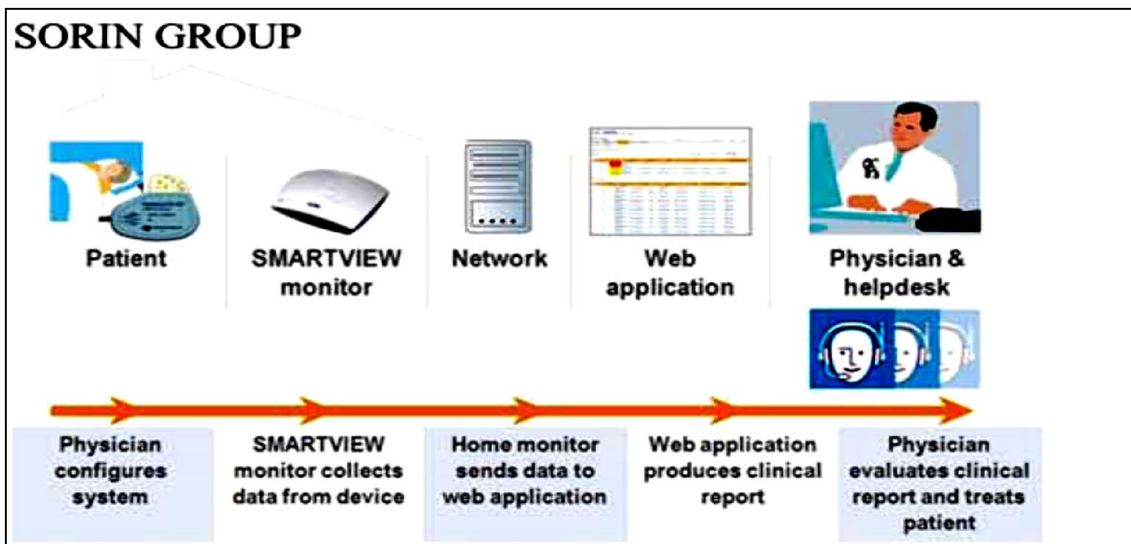 SORIN GROUP
Patient
SMARTVIEW
monitor
Network
Web
application
Physician &
helpdesk
Physician
configures
system
SMARTVIEW
monitor collects
data from device
Home monitor
sends data to
web application
Web application
produces clinical
report
Physician
evaluates clinical
report and treats
patient